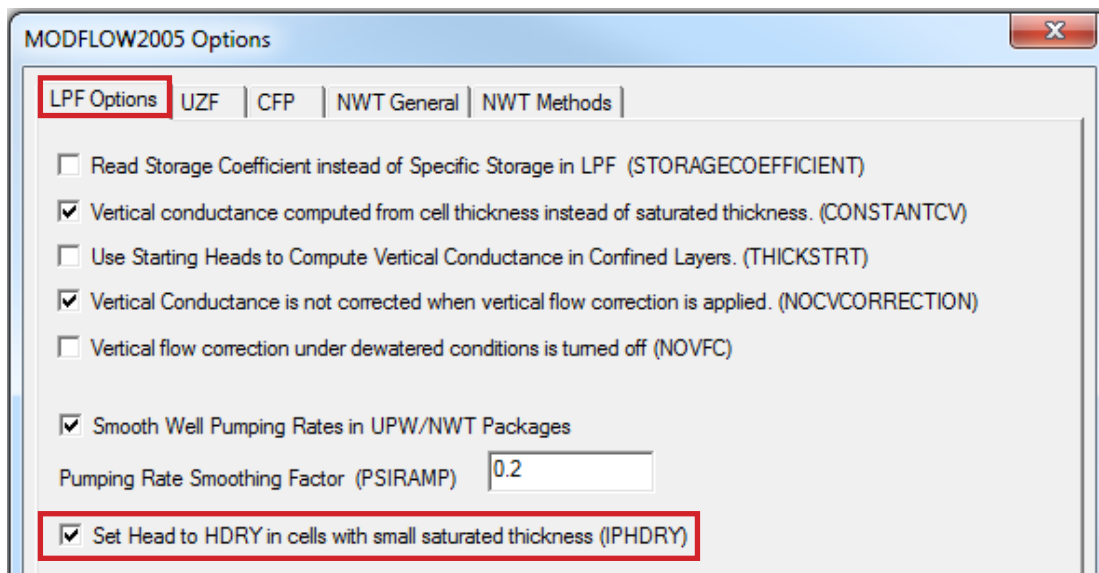 MODFLOW2005 Options
LPF Options UZF CFP NWT General NWT Methods
Read Storage Coefficient instead of Specific Storage in LPF (STORAGECOEFFICIENT)
Vertical conductance computed from cell thickness instead of saturated thickness. (CONSTANTCV)
Use Starting Heads to Compute Vertical Conductance in Confined Layers. (THICKSTRT)
Vertical Conductance is not corrected when vertical flow correction is applied. (NOCVCORRECTION)
Vertical flow correction under dewatered conditions is turned off (NOVFC)
Smooth Well Pumping Rates in UPW/NWT Packages
Pumping Rate Smoothing Factor (PSIRAMP) 0.2
Set Head to HDRY in cells with small saturated thickness (IPHDRY)